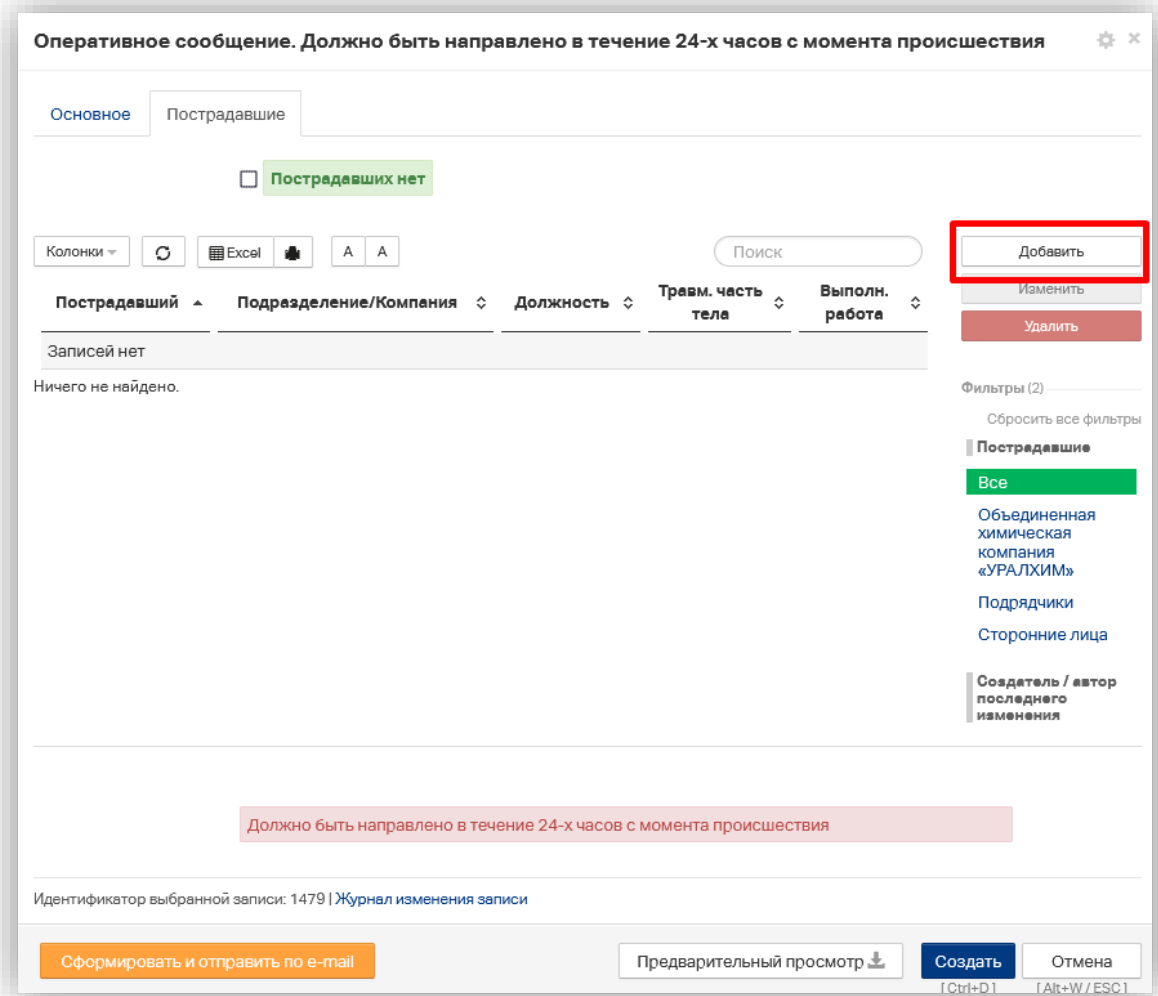 Оперативное сообщение. Должно быть направлено в течение 24-х часов с момента происшествия
Основное
Пострадавшие
Пострадавших нет
Колонки
Excel
A A
Поиск
Добавить
Изменить
Удалить
Пострадавший
Подразделение/Компания
Должность
Травм. часть
тела
Выполн.
работа
Записей нет
Ничего не найдено.
Фильтры (2)
Сбросить все фильтры
Пострадавшие
Все
Объединенная
химическая
компания
«УРАЛХИМ»
Подрядчики
Сторонние лица
Создатель / автор
последнего
изменения
Должно быть направлено в течение 24-х часов с момента происшествия
Идентификатор выбранной записи: 1479 | Журнал изменения записи
Сформировать и отправить по e-mail
Предварительный просмотр
Создать
Отмена
[Ctrl+D]
[Alt+W / ESC]